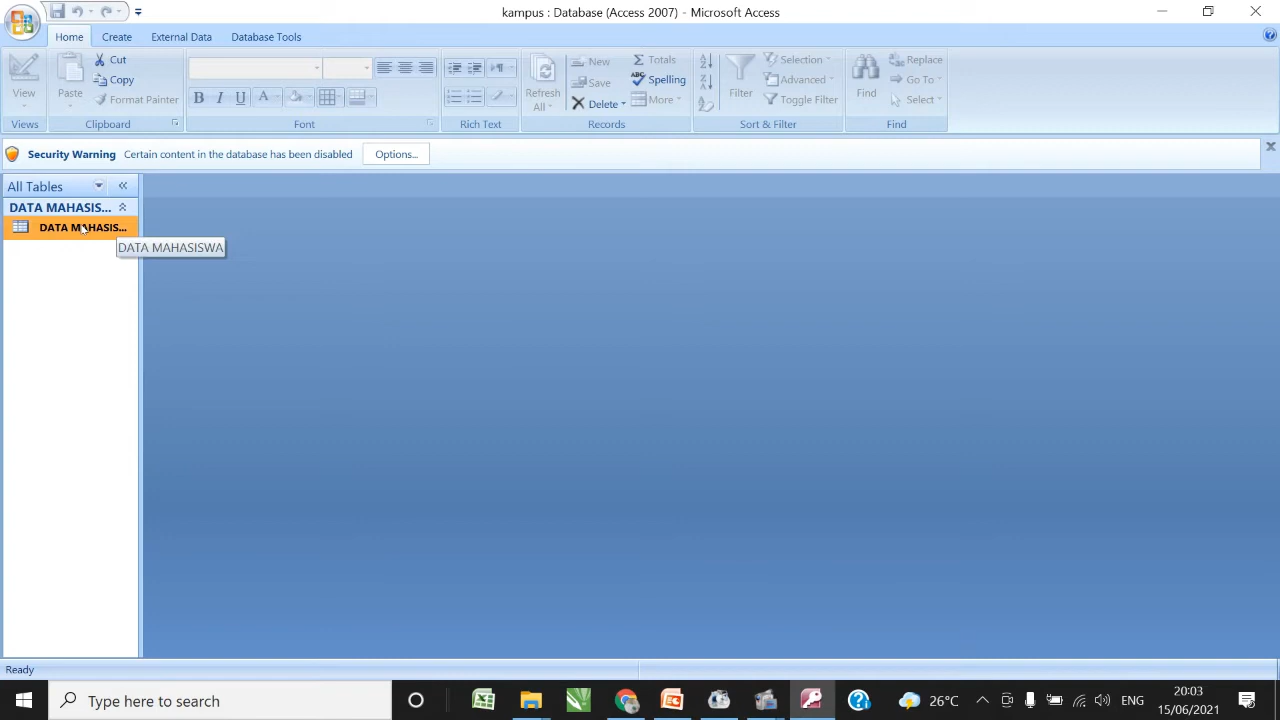 kampus : Database (Access 2007) - Microsoft Access
Home Create External Data Database Tools
View
Views
Paste
Cut
Copy
Format Painter
Clipboard
B I U A
Font
Rich Text
Refresh All
New
Save
Delete
Totals
Spelling
More
Records
Filter
Selection
Advanced
Toggle Filter
Sort & Filter
Find
Replace
Go To
Select
Find
Security Warning Certain content in the database has been disabled Options...
All Tables
DATA MAHASIS...
DATA MAHASIS...
DATA MAHASISWA
Ready
Type here to search
26°C
ENG
20:03
15/06/2021